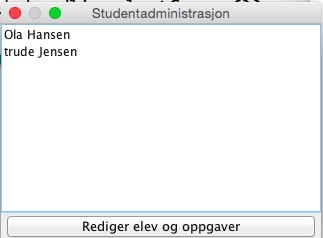 Studentadministrasjon
Ola Hansen
trude Jensen
Rediger elev og oppgaver